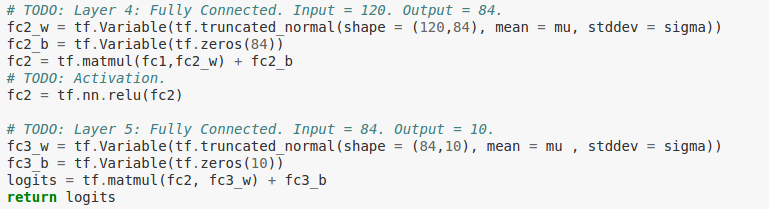 # TODO: Layer 4: Fully Connected. Input = 120. Output = 84.
fc2_w = tf.Variable(tf.truncated_normal(shape = (120,84), mean = mu, stddev = sigma))
fc2_b = tf.Variable(tf.zeros(84))
fc2 = tf.matmul(fc1,fc2_w) + fc2_b
# TODO: Activation.
fc2 = tf.nn.relu(fc2)
# TODO: Layer 5: Fully Connected. Input = 84. Output = 10.
fc3_w = tf.Variable(tf.truncated_normal(shape = (84,10), mean = mu , stddev = sigma))
fc3_b = tf.Variable(tf.zeros(10))
logits = tf.matmul(fc2, fc3_w) + fc3_b
return logits